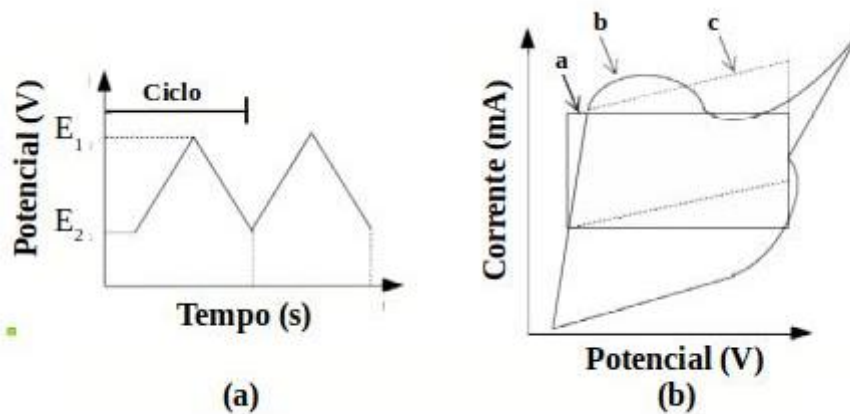 Potencial (V)
Ciclo
E1
E2
Tempo (s)
(a)
Corrente (mA)
a
b
c
Potencial (V)
(b)